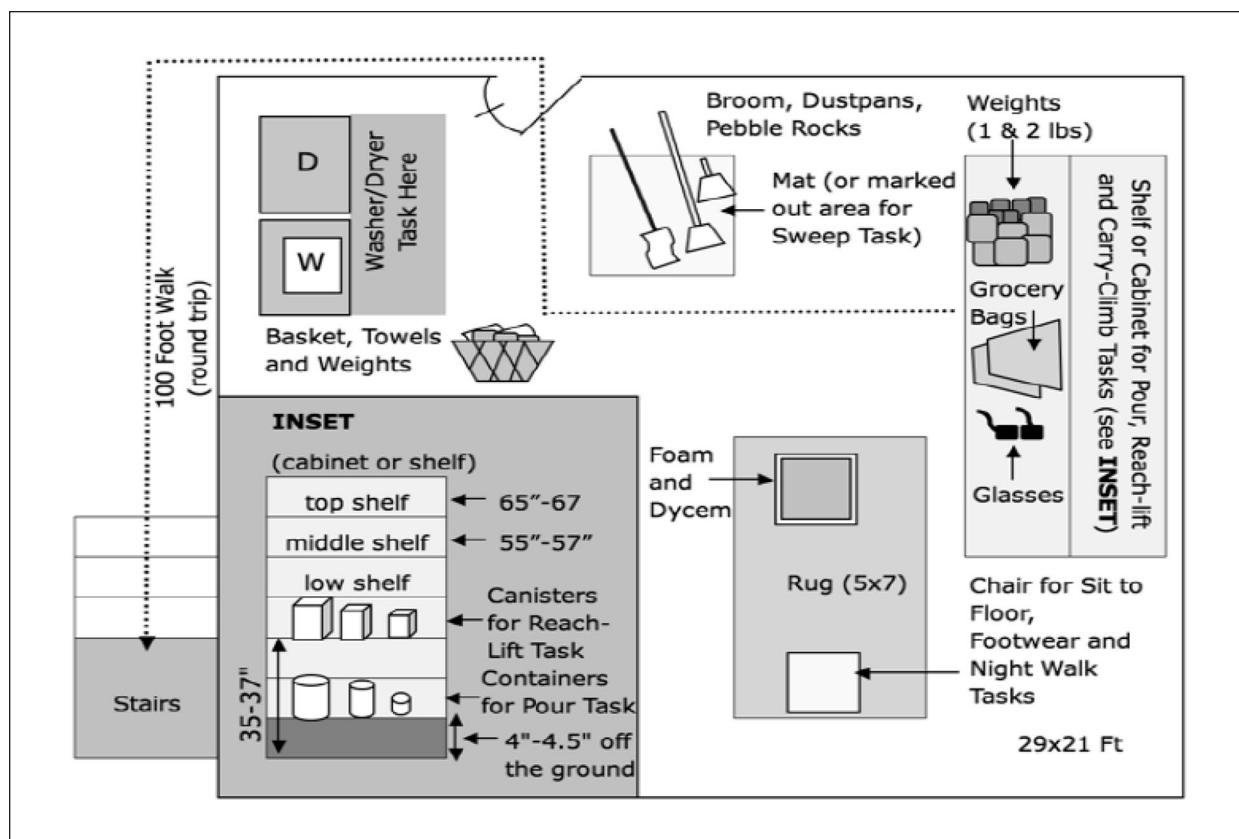 Broom, Dustpans,
Pebble Rocks
Weights
(1 & 2 lbs)
D
W
Washer/Dryer
Task Here
Mat (or marked
out area for
Sweep Task)
Shelf or Cabinet for Pour, Reach-lift
and Carry-Climb Tasks (see INSET)
100 Foot Walk
(round trip)
Grocery
Bags
Basket, Towels
and Weights
Glasses
INSET
(cabinet or shelf)
top shelf
65"-67
middle shelf
55"-57"
low shelf
Canisters
for Reach-
Lift Task
Containers
for Pour Task
35-37"
4"-4.5" off
the ground
Stairs
Foam
and
Dycem
Rug (5x7)
Chair for Sit to
Floor,
Footwear and
Night Walk
Tasks
29x21 Ft